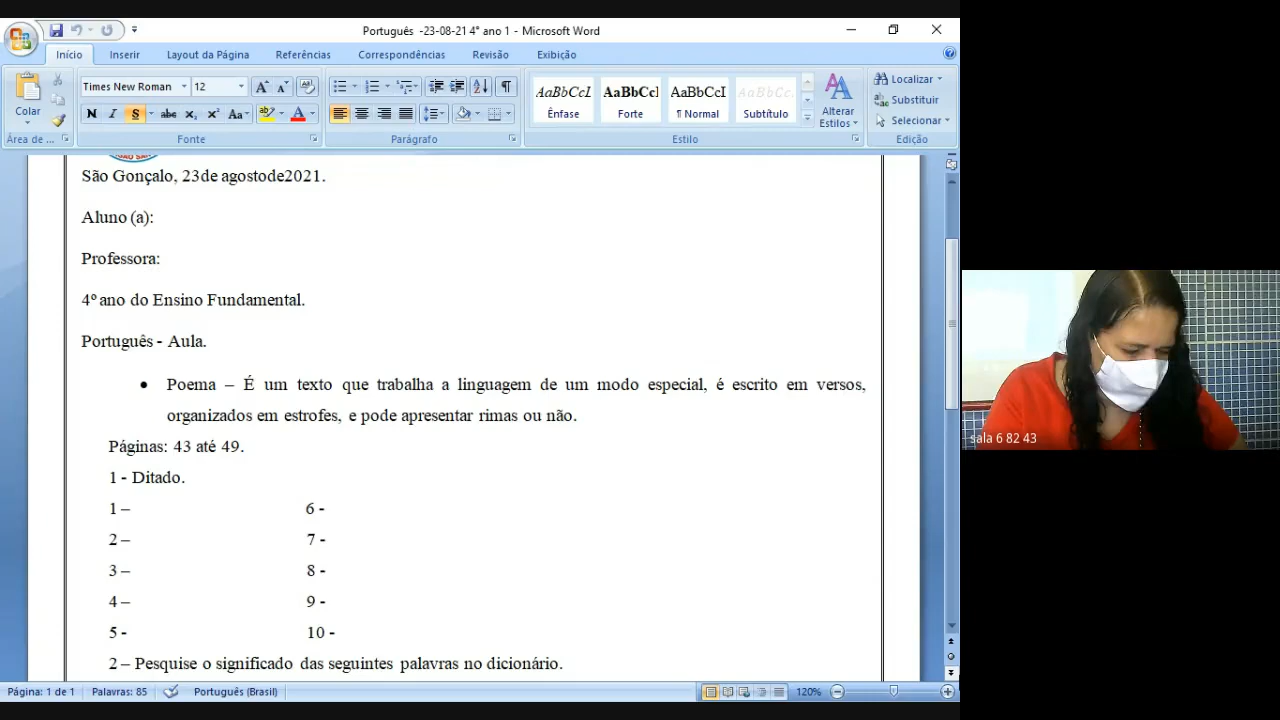 Português -23-08-21 4° ano 1 - Microsoft Word
Início Inserir Layout da Página Referências Correspondências Revisão Exibição
Colar
Área de ...
Times New Roman 12
Fonte
Parágrafo
AaBbCcI AaBbCcl AaBbCcI AaBbCc.
Ênfase Forte ¶ Normal Subtítulo
Alterar
Estilos
Estilo
Localizar
Substituir
Selecionar
Edição
São Gonçalo, 23de agostode2021.
Aluno (a):
Professora:
4º ano do Ensino Fundamental.
Português - Aula.
• Poema – É um texto que trabalha a linguagem de um modo especial, é escrito em versos,
organizados em estrofes, e pode apresentar rimas ou não.
Páginas: 43 até 49.
1 - Ditado.
1 – 6 -
2 – 7 -
3 – 8 -
4 – 9 -
5 - 10 -
2 – Pesquise o significado das seguintes palavras no dicionário.
Página: 1 de 1 Palavras: 85 Português (Brasil) 120%
sala 6 82 43